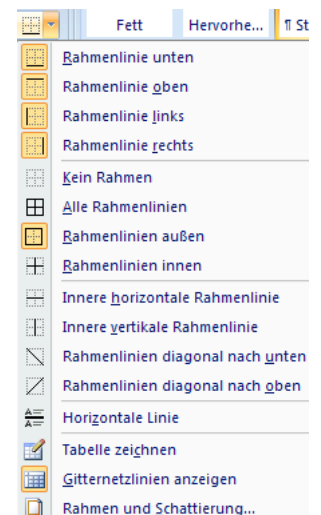 Fett Hervorhe... ¶ St
Rahmenlinie unten
Rahmenlinie oben
Rahmenlinie links
Rahmenlinie rechts
Kein Rahmen
Alle Rahmenlinien
Rahmenlinien außen
Rahmenlinien innen
Innere horizontale Rahmenlinie
Innere vertikale Rahmenlinie
Rahmenlinien diagonal nach unten
Rahmenlinien diagonal nach oben
Horizontale Linie
Tabelle zeichnen
Gitternetzlinien anzeigen
Rahmen und Schattierung...